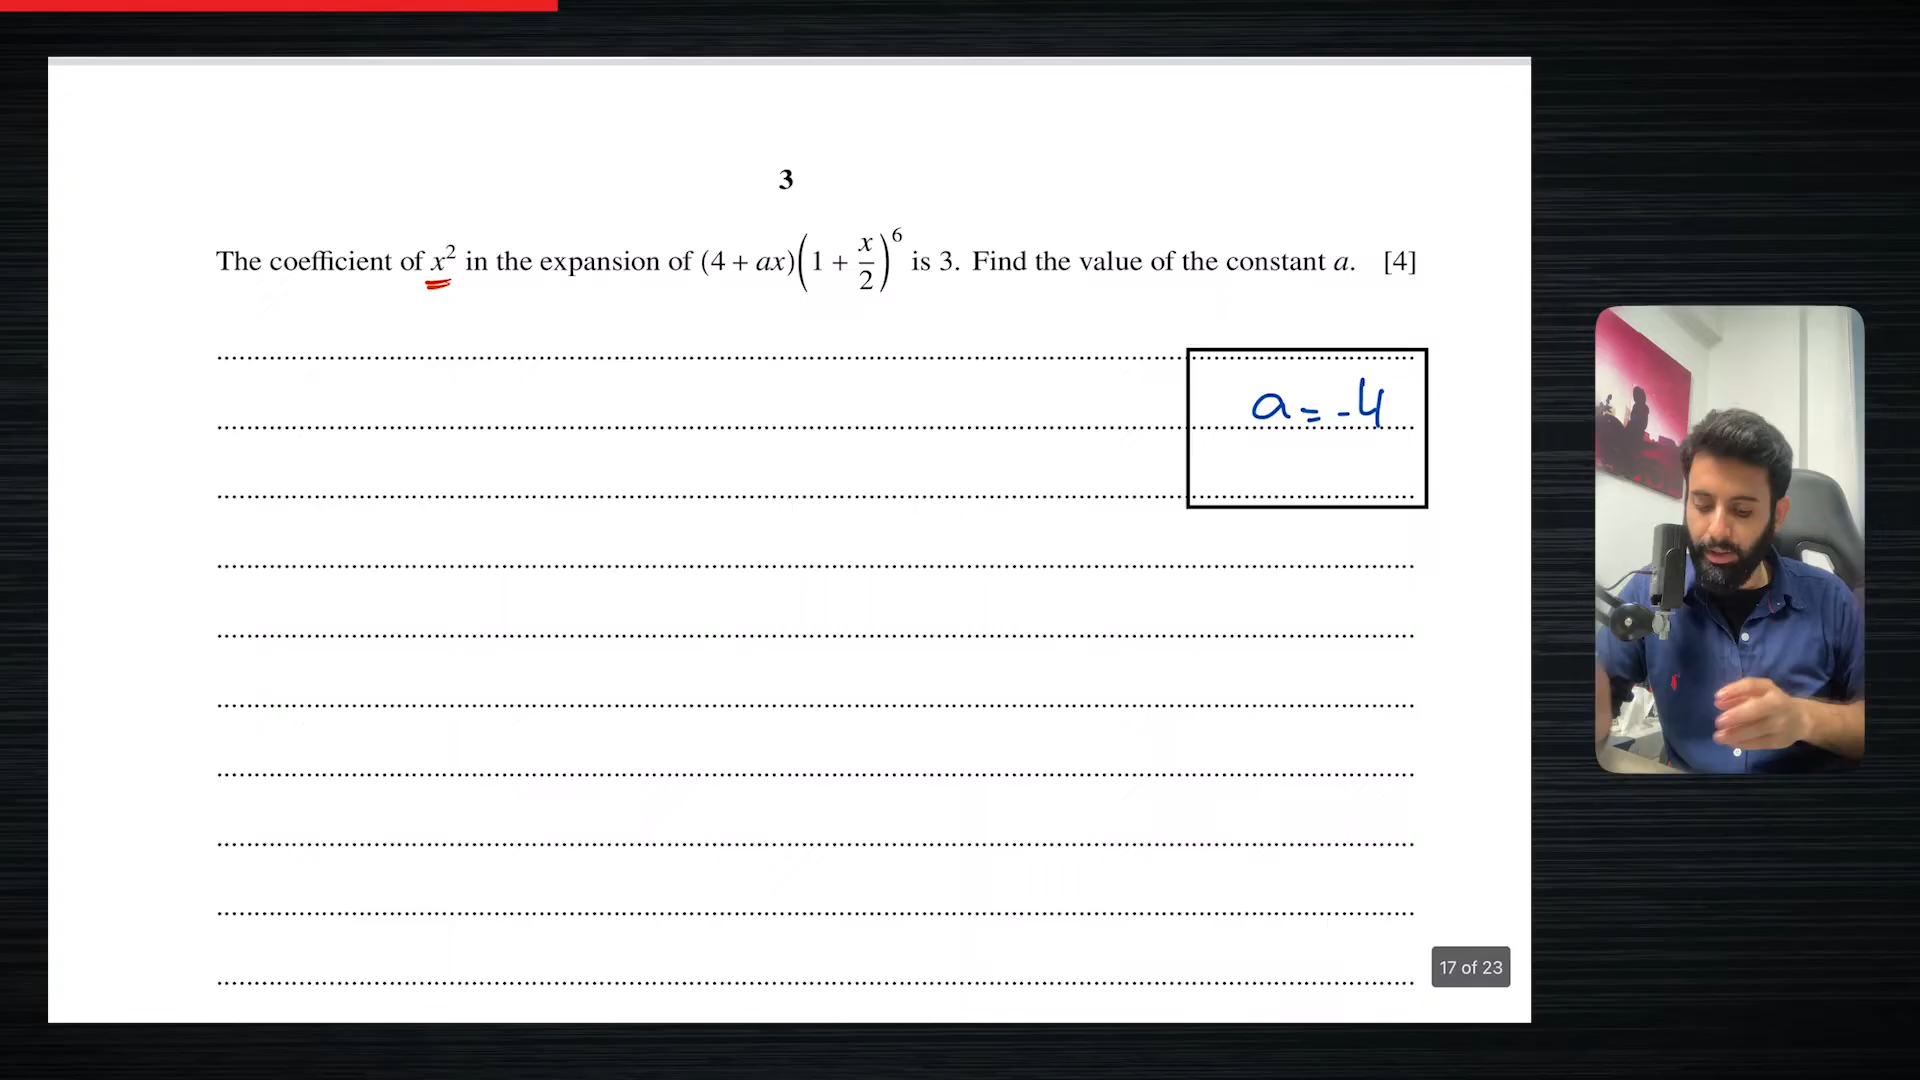 3
The coefficient of x² in the expansion of (4 + ax)(1 + x/2)⁶ is 3. Find the value of the constant a. [4]
a = -4
17 of 23